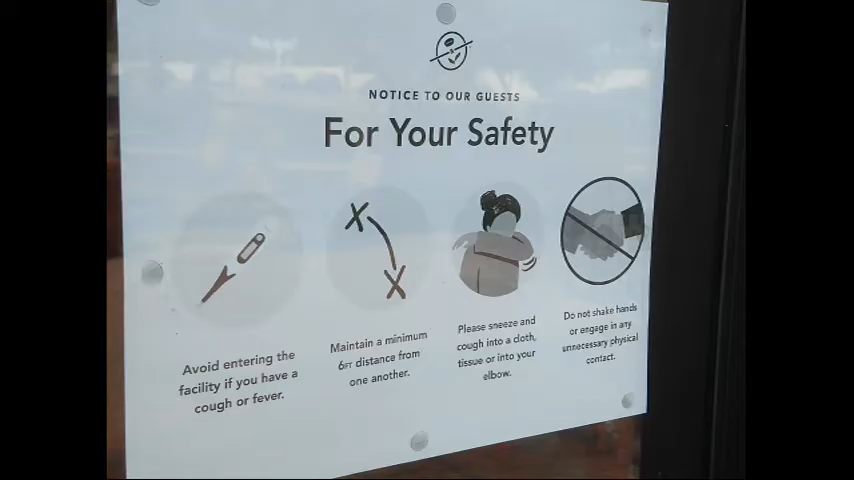 NOTICE TO OUR GUESTS
For Your Safety
Avoid entering the
facility if you have a
cough or fever.
Maintain a minimum
6FT distance from
one another.
Please sneeze and
cough into a cloth,
tissue or into your
elbow.
Do not shake hands
or engage in any
unnecessary physical
contact.